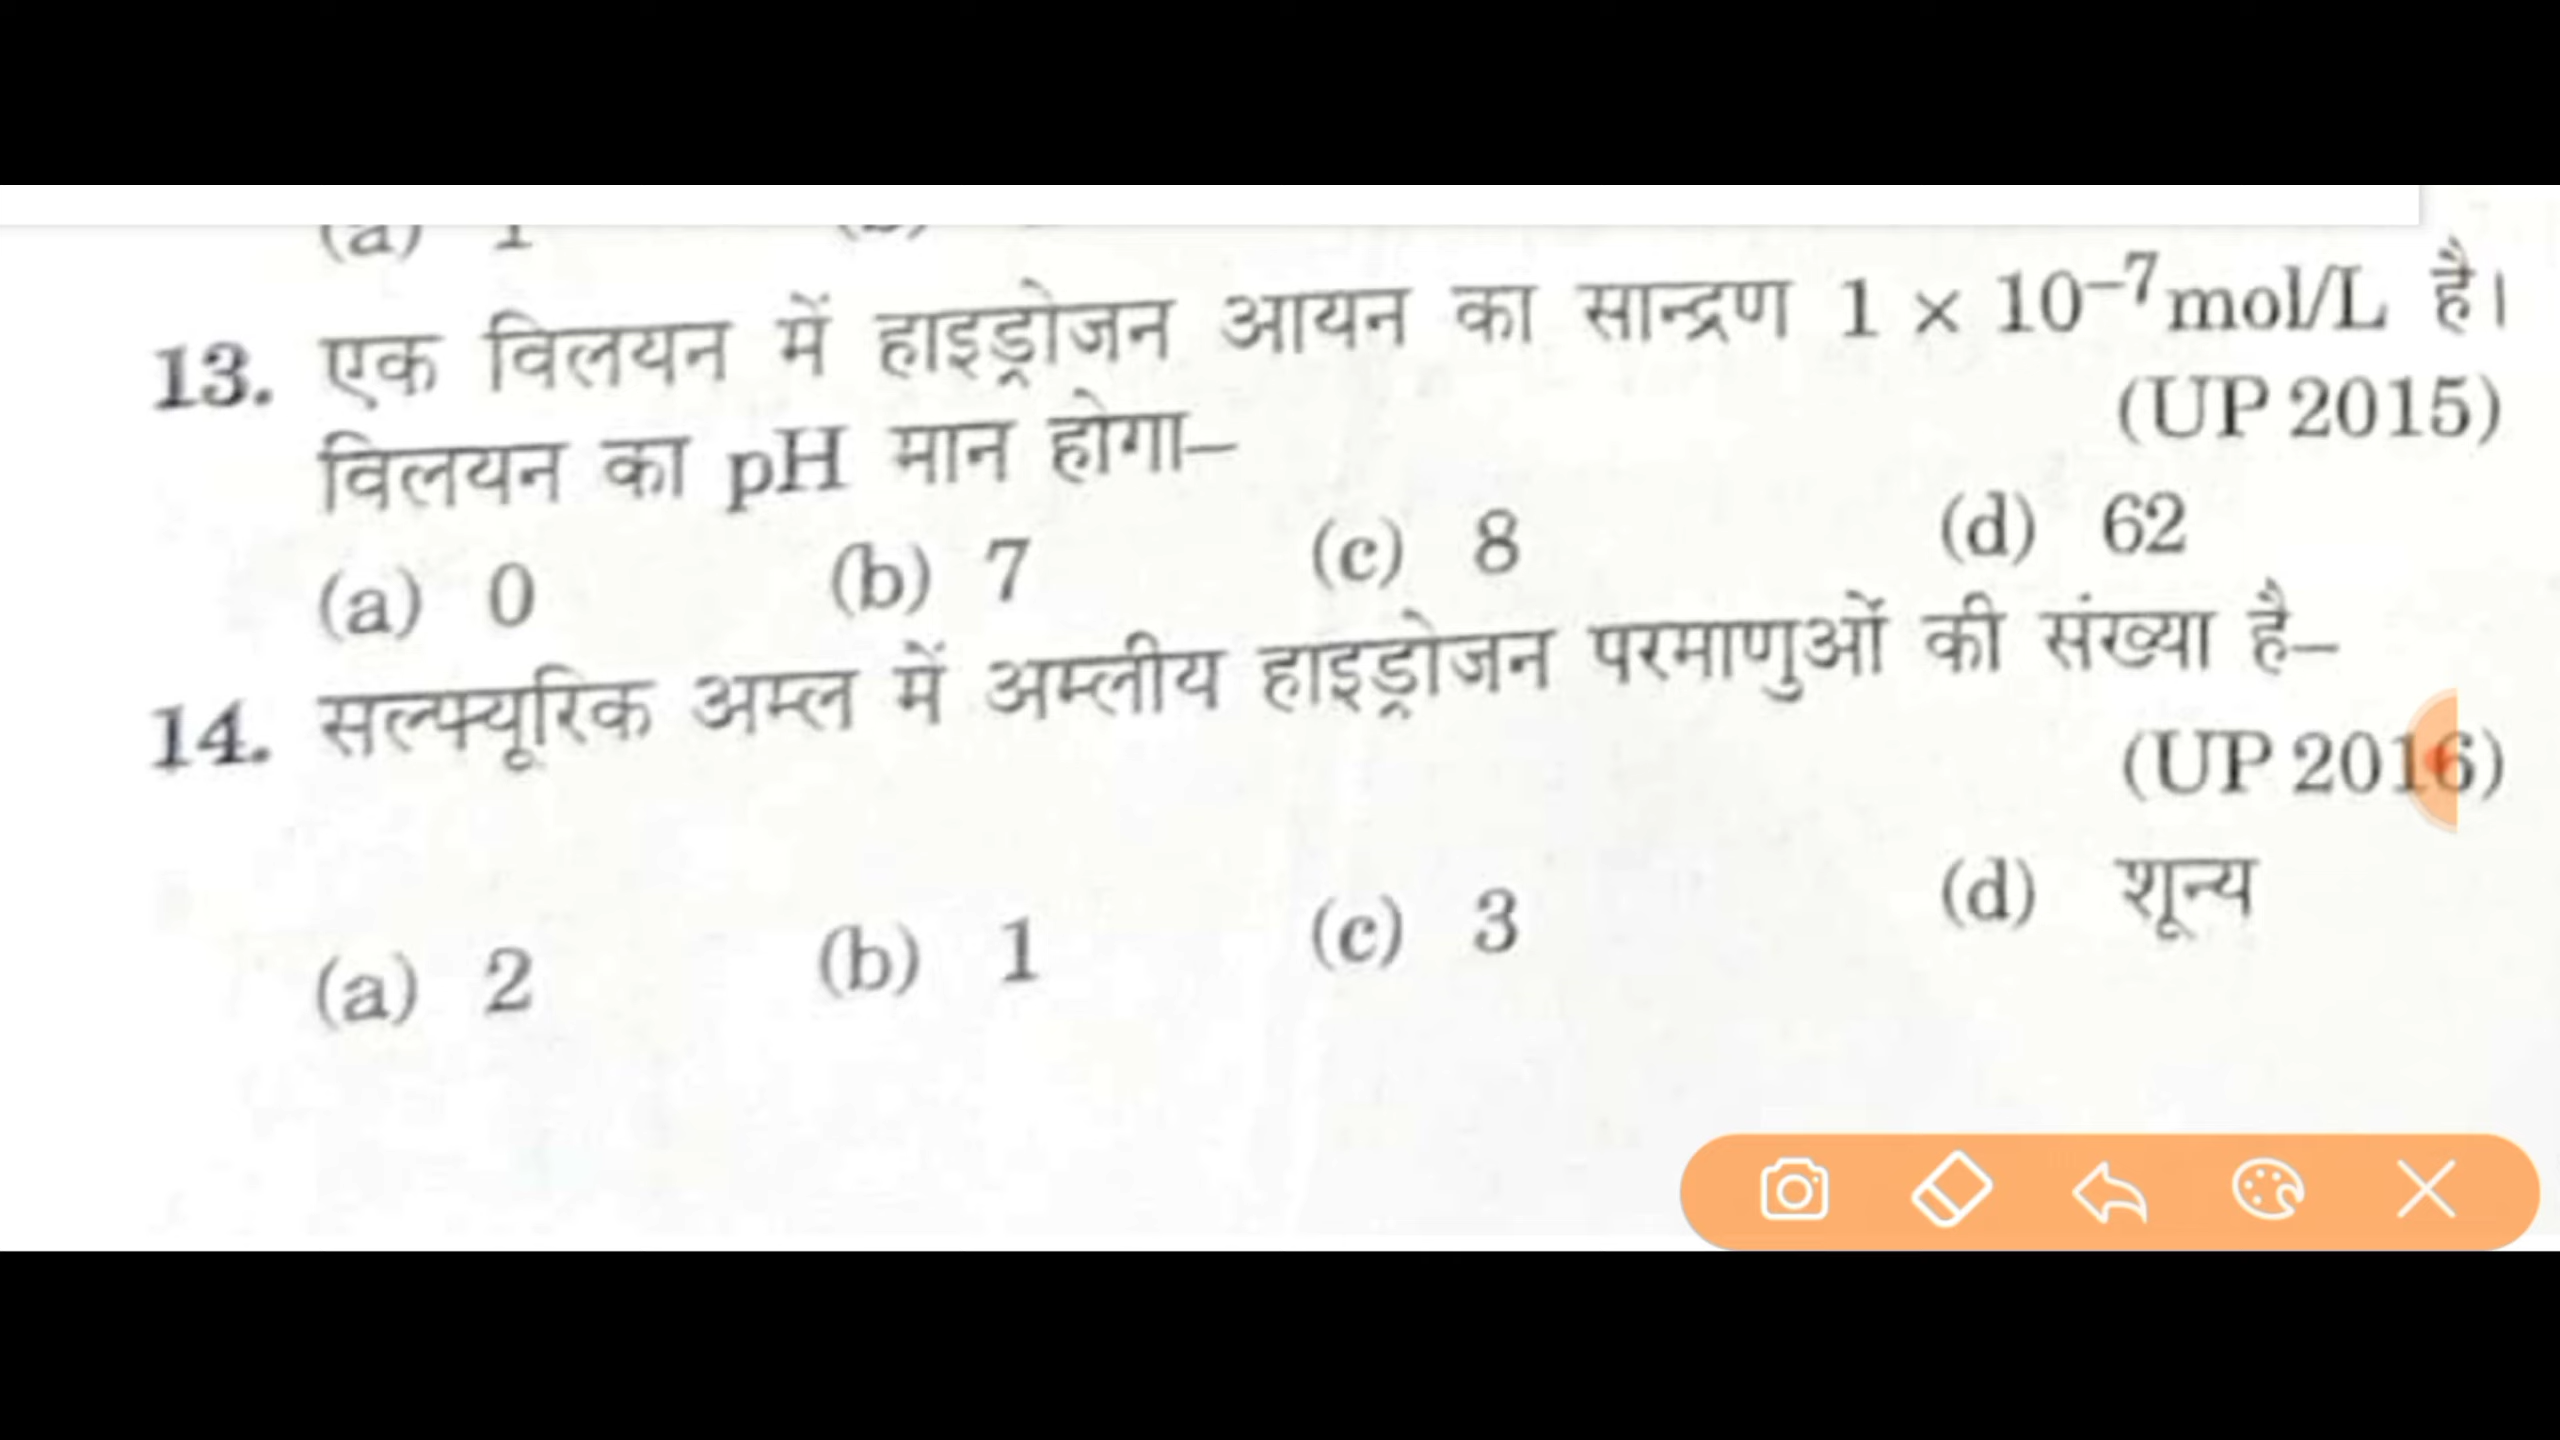 (a) 1
13. एक विलयन में हाइड्रोजन आयन का सान्द्रण 1 × 10⁻⁷ mol/L है।
विलयन का pH मान होगा– (UP 2015)
(a) 0 (b) 7 (c) 8 (d) 62
14. सल्फ्यूरिक अम्ल में अम्लीय हाइड्रोजन परमाणुओं की संख्या है–
(UP 2016)
(a) 2 (b) 1 (c) 3 (d) शून्य